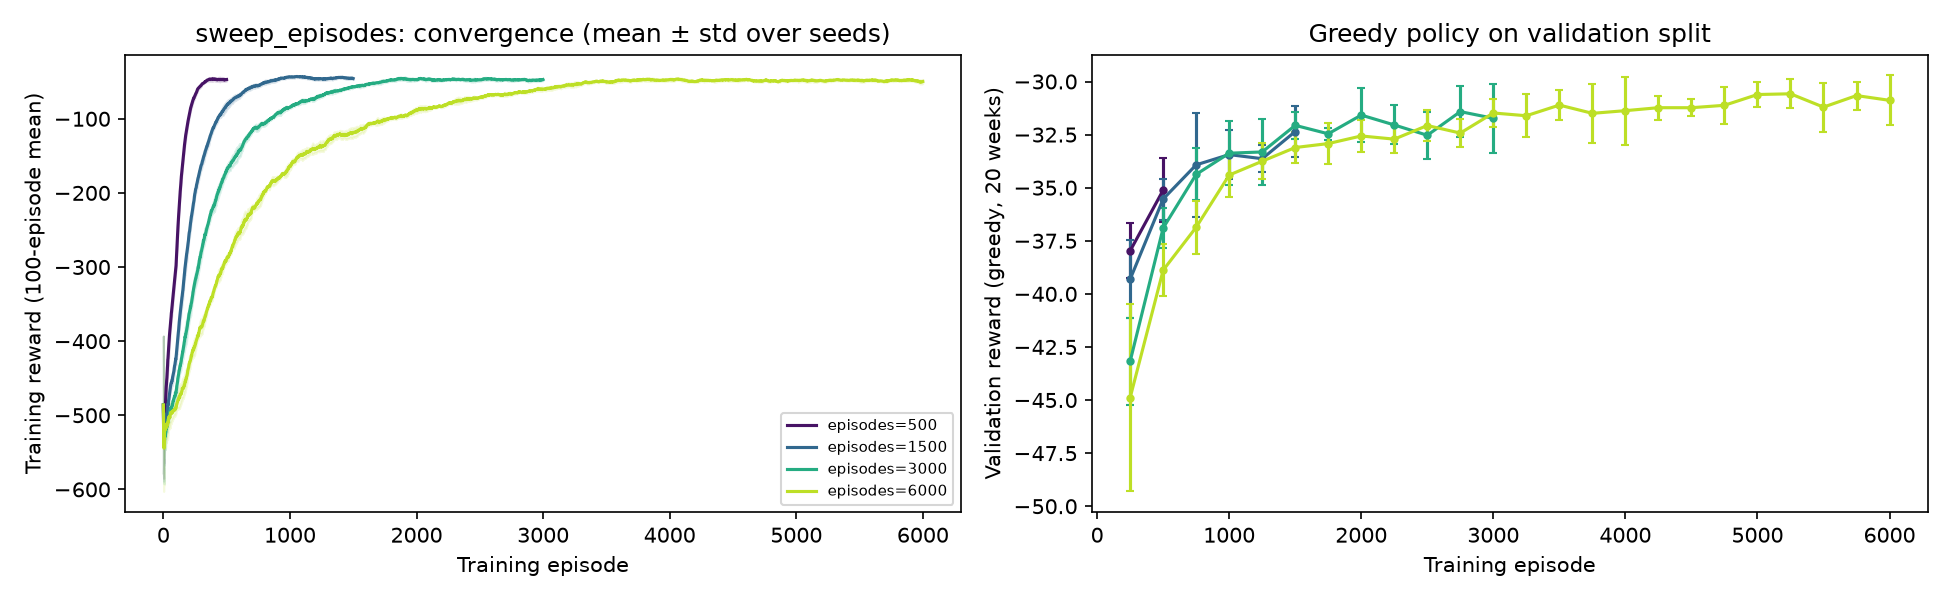 sweep_episodes: convergence (mean ± std over seeds)
Training reward (100-episode mean)
−100
−200
−300
−400
−500
−600
0
1000
2000
3000
4000
5000
6000
Training episode
episodes=500
episodes=1500
episodes=3000
episodes=6000
Greedy policy on validation split
Validation reward (greedy, 20 weeks)
−30.0
−32.5
−35.0
−37.5
−40.0
−42.5
−45.0
−47.5
−50.0
0
1000
2000
3000
4000
5000
6000
Training episode